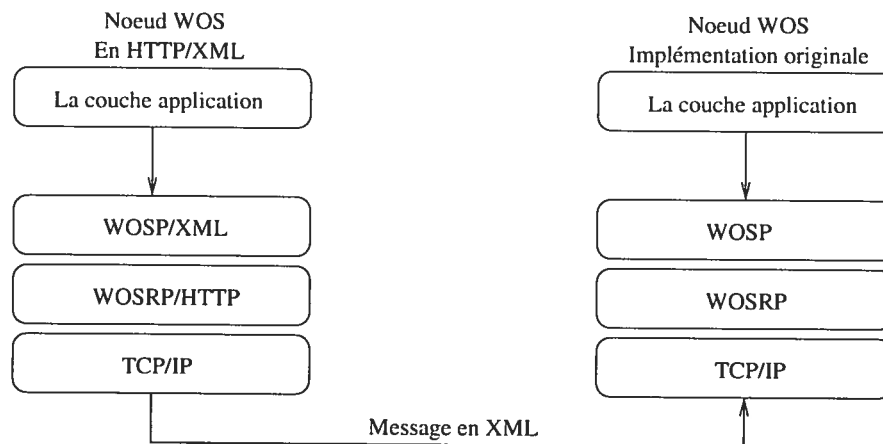 Noeud WOS
En HTTP/XML
La couche application
WOSP/XML
WOSRP/HTTP
TCP/IP
Noeud WOS
Implémentation originale
La couche application
WOSP
WOSRP
TCP/IP
Message en XML